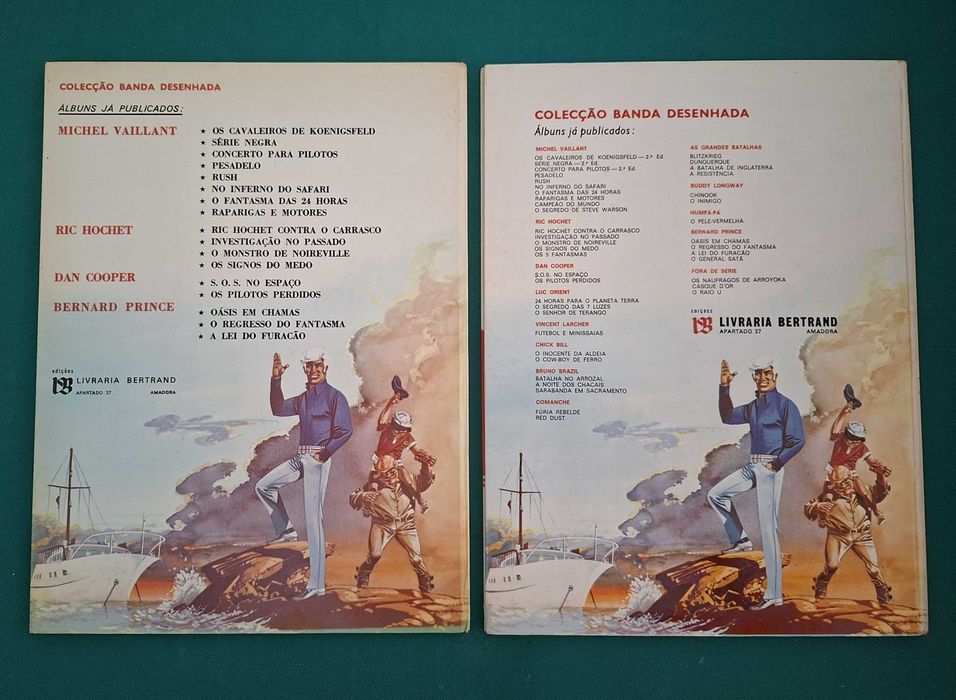 COLECÇÃO BANDA DESENHADA
ÁLBUNS JÁ PUBLICADOS:
MICHEL VAILLANT
★ OS CAVALEIROS DE KOENIGSFELD
★ SÉRIE NEGRA
★ CONCERTO PARA PILOTOS
★ PESADELO
★ RUSH
★ NO INFERNO DO SAFARI
★ O FANTASMA DAS 24 HORAS
★ RAPARIGAS E MOTORES
RIC HOCHET
★ RIC HOCHET CONTRA O CARRASCO
★ INVESTIGAÇÃO NO PASSADO
★ O MONSTRO DE NOIREVILLE
★ OS SIGNOS DO MEDO
DAN COOPER
★ S. O. S. NO ESPAÇO
★ OS PILOTOS PERDIDOS
BERNARD PRINCE
★ OÁSIS EM CHAMAS
★ O REGRESSO DO FANTASMA
★ A LEI DO FURACÃO
edições
LIVRARIA BERTRAND
APARTADO 37 AMADORA
COLECÇÃO BANDA DESENHADA
Álbuns já publicados:
MICHEL VAILLANT
OS CAVALEIROS DE KOENIGSFELD — 2.ª Ed.
SÉRIE NEGRA — 2.ª Ed.
CONCERTO PARA PILOTOS — 2.ª Ed.
PESADELO
RUSH
NO INFERNO DO SAFARI
O FANTASMA DAS 24 HORAS
RAPARIGAS E MOTORES
CAMPEÃO DO MUNDO
O SEGREDO DE STEVE WARSON
RIC HOCHET
RIC HOCHET CONTRA O CARRASCO
INVESTIGAÇÃO NO PASSADO
O MONSTRO DE NOIREVILLE
OS SIGNOS DO MEDO
OS 5 FANTASMAS
DAN COOPER
S.O.S. NO ESPAÇO
OS PILOTOS PERDIDOS
LUC ORIENT
24 HORAS PARA O PLANETA TERRA
O SEGREDO DAS 7 LUZES
O SENHOR DE TERANGO
VINCENT LARCHER
FUTEBOL E MINISSAIAS
CHICK BILL
O INOCENTE DA ALDEIA
O COW-BOY DE FERRO
BRUNO BRAZIL
BATALHA NO ARROZAL
A NOITE DOS CHACAIS
SARABANDA EM SACRAMENTO
COMANCHE
FÚRIA REBELDE
RED DUST
AS GRANDES BATALHAS
BLITZKRIEG
DUNQUERQUE
A BATALHA DE INGLATERRA
A RESISTÊNCIA
BUDDY LONGWAY
CHINOOK
O INIMIGO
HUMPÁ-PÁ
O PELE-VERMELHA
BERNARD PRINCE
OÁSIS EM CHAMAS
O REGRESSO DO FANTASMA
A LEI DO FURACÃO
O GENERAL SATÃ
FORA DE SERIE
OS NÁUFRAGOS DE ARROYOKA
CASQUE D'OR
O RAIO U
EDIÇÕES
LIVRARIA BERTRAND
APARTADO 37 AMADORA